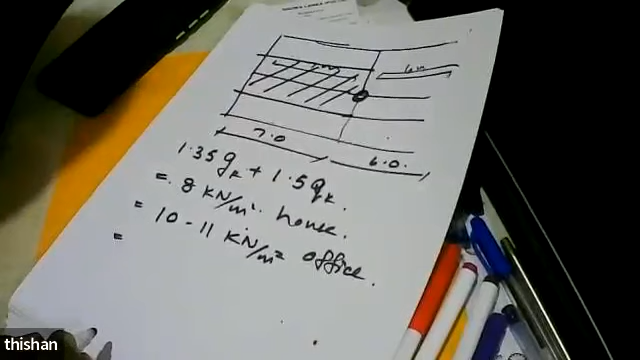 4m
7.0
6.0.
1.35 gk + 1.5 qk.
= 8 KN/m². house.
= 10 - 11 KN/m² office.
=
thishan